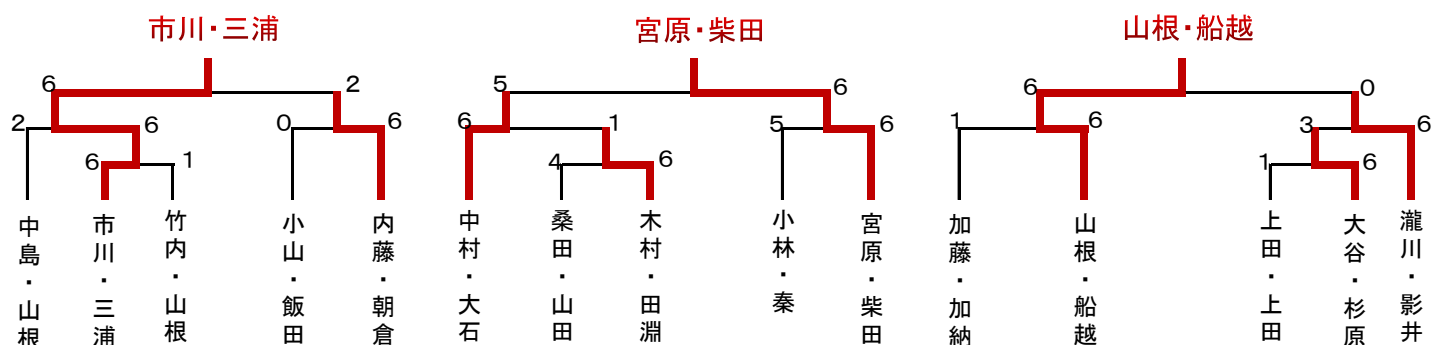 市川・三浦
宮原・柴田
山根・船越
6
2
5
6
6
0
2
6
0
6
6
1
5
6
1
6
3
6
6
1
4
6
1
6
中島・山根
市川・三浦
竹内・山根
小山・飯田
内藤・朝倉
中村・大石
桑田・山田
木村・田淵
小林・秦
宮原・柴田
加藤・加納
山根・船越
上田・上田
大谷・杉原
瀧川・影井